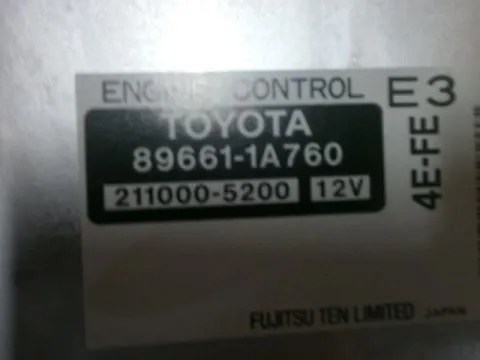 ENGINE CONTROL E3
TOYOTA
89661-1A760
211000-5200 12V
4E-FE
FUJITSU TEN LIMITED JAPAN